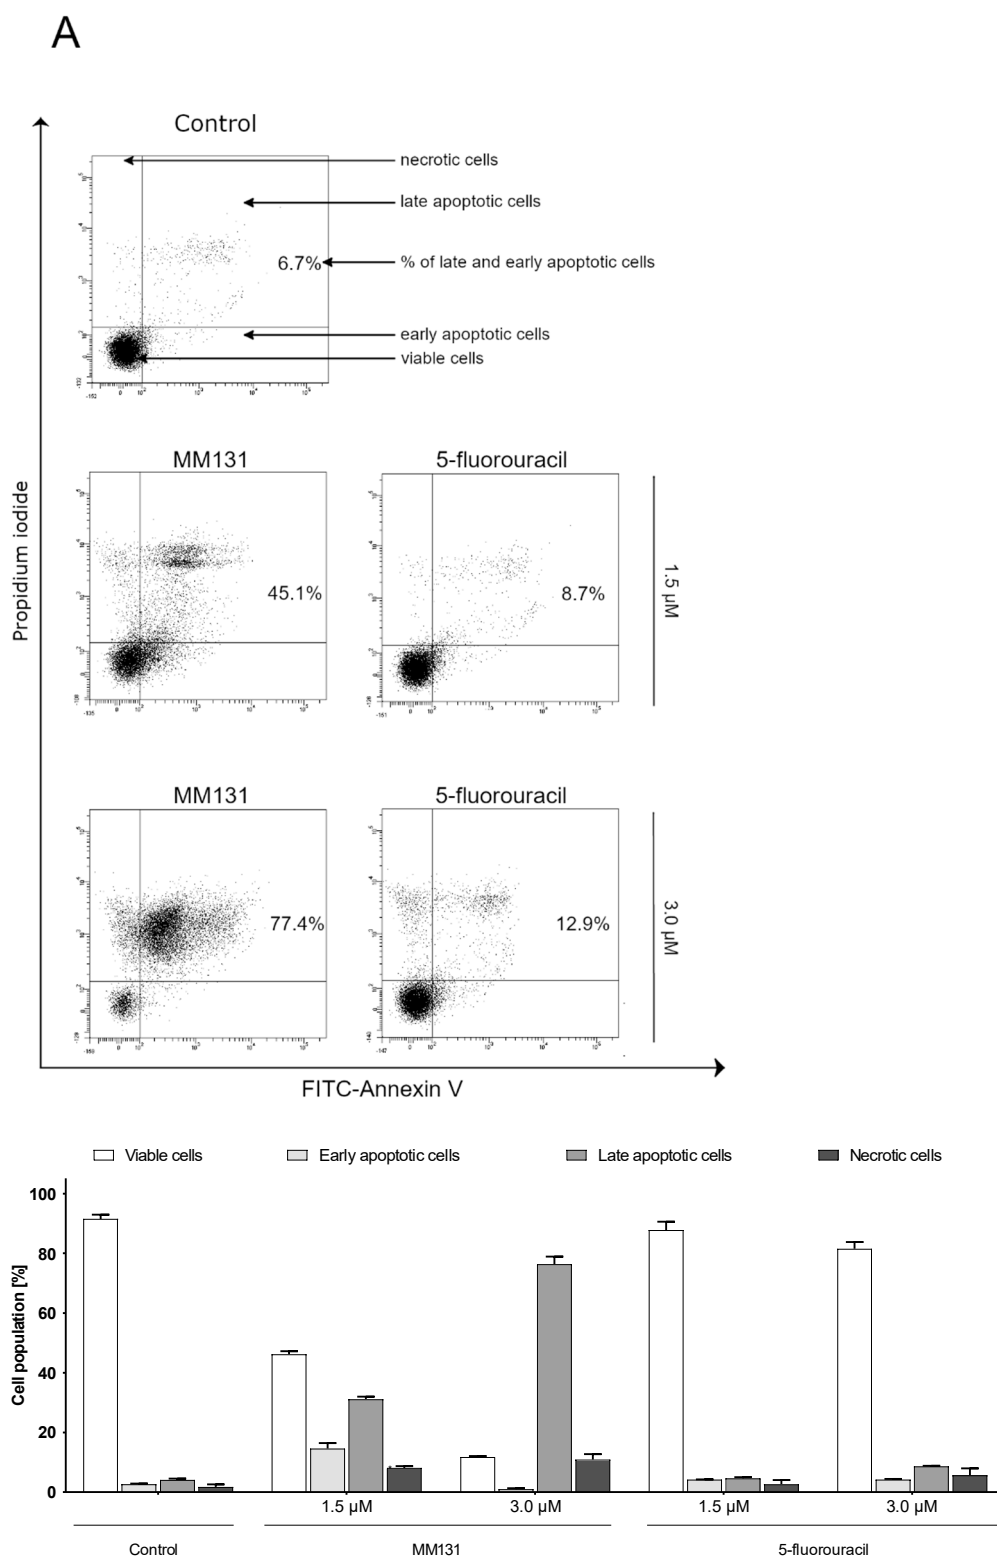 A
Control
necrotic cells
late apoptotic cells
6.7%
% of late and early apoptotic cells
early apoptotic cells
viable cells
MM131
5-fluorouracil
45.1%
8.7%
1.5 µM
MM131
5-fluorouracil
77.4%
12.9%
3.0 µM
Propidium iodide
FITC-Annexin V
Viable cells
Early apoptotic cells
Late apoptotic cells
Necrotic cells
Cell population [%]
100
80
60
40
20
0
1.5 µM
3.0 µM
1.5 µM
3.0 µM
Control
MM131
5-fluorouracil